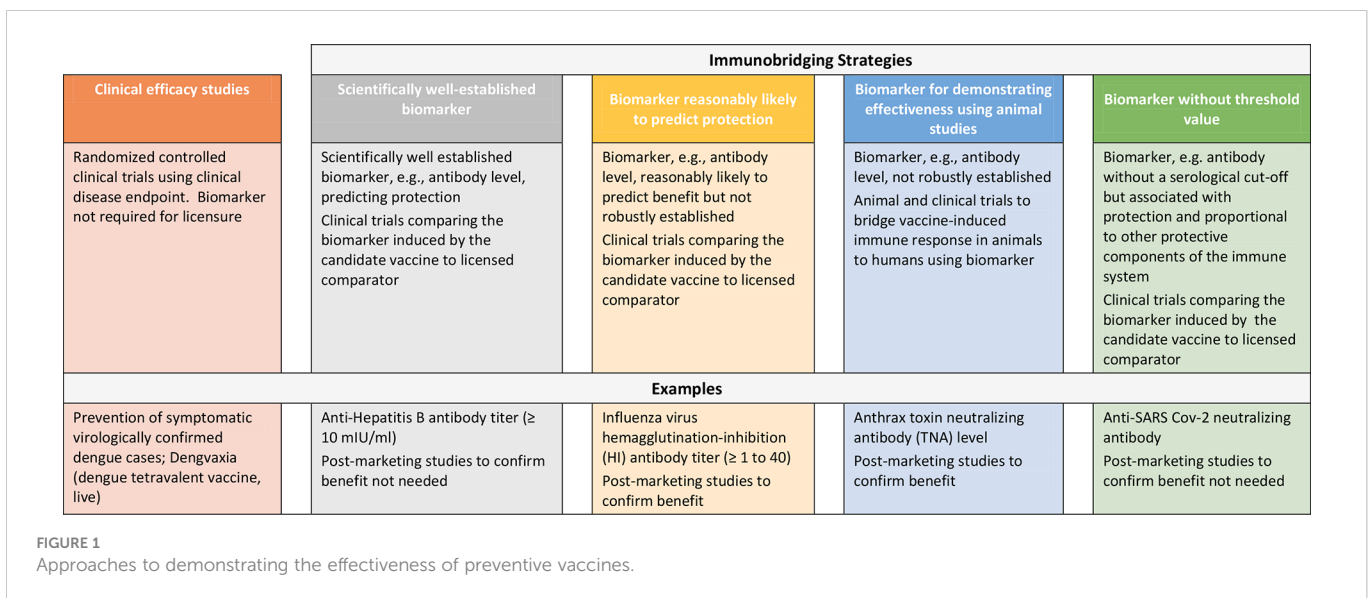 Immunobridging Strategies
Clinical efficacy studies
Scientifically well-established
biomarker
Biomarker reasonably likely
to predict protection
Biomarker for demonstrating
effectiveness using animal
studies
Biomarker without threshold
value
Randomized controlled
clinical trials using clinical
disease endpoint.  Biomarker
not required for licensure
Scientifically well established
biomarker, e.g., antibody level,
predicting protection
Clinical trials comparing the
biomarker induced by the
candidate vaccine to licensed
comparator
Biomarker, e.g., antibody
level, reasonably likely to
predict benefit but not
robustly established
Clinical trials comparing the
biomarker induced by the
candidate vaccine to licensed
comparator
Biomarker, e.g., antibody
level, not robustly established
Animal and clinical trials to
bridge vaccine-induced
immune response in animals
to humans using biomarker
Biomarker, e.g. antibody
without a serological cut-off
but associated with
protection and proportional
to other protective
components of the immune
system
Clinical trials comparing the
biomarker induced by  the
candidate vaccine to licensed
comparator
Examples
Prevention of symptomatic
virologically confirmed
dengue cases; Dengvaxia
(dengue tetravalent vaccine,
live)
Anti-Hepatitis B antibody titer (≥
10 mIU/ml)
Post-marketing studies to confirm
benefit not needed
Influenza virus
hemagglutination-inhibition
(HI) antibody titer (≥ 1 to 40)
Post-marketing studies to
confirm benefit
Anthrax toxin neutralizing
antibody (TNA) level
Post-marketing studies to
confirm benefit
Anti-SARS Cov-2 neutralizing
antibody
Post-marketing studies to
confirm benefit not needed
FIGURE 1
Approaches to demonstrating the effectiveness of preventive vaccines.